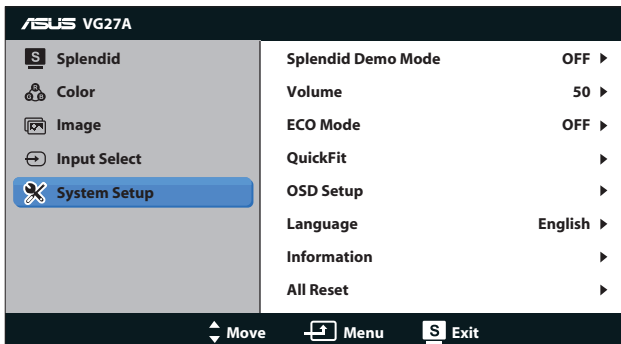 ASUS VG27A
S Splendid
Color
Image
Input Select
System Setup
Splendid Demo Mode OFF
Volume 50
ECO Mode OFF
QuickFit
OSD Setup
Language English
Information
All Reset
Move Menu S Exit